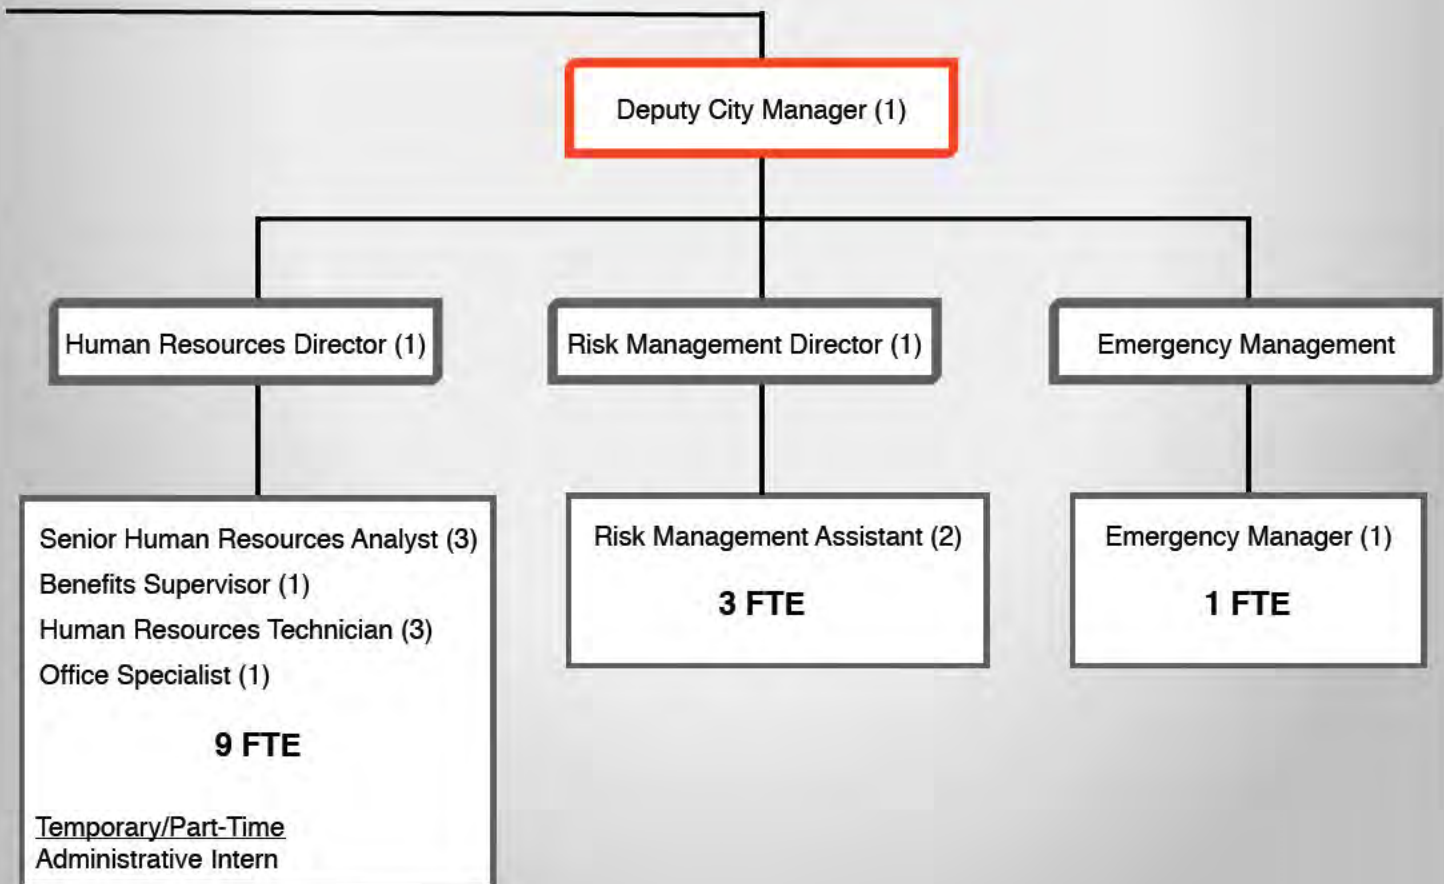 Deputy City Manager (1)
Human Resources Director (1)
Risk Management Director (1)
Emergency Management
Senior Human Resources Analyst (3)
Benefits Supervisor (1)
Human Resources Technician (3)
Office Specialist (1)
9 FTE
Temporary/Part-Time
Administrative Intern
Risk Management Assistant (2)
3 FTE
Emergency Manager (1)
1 FTE